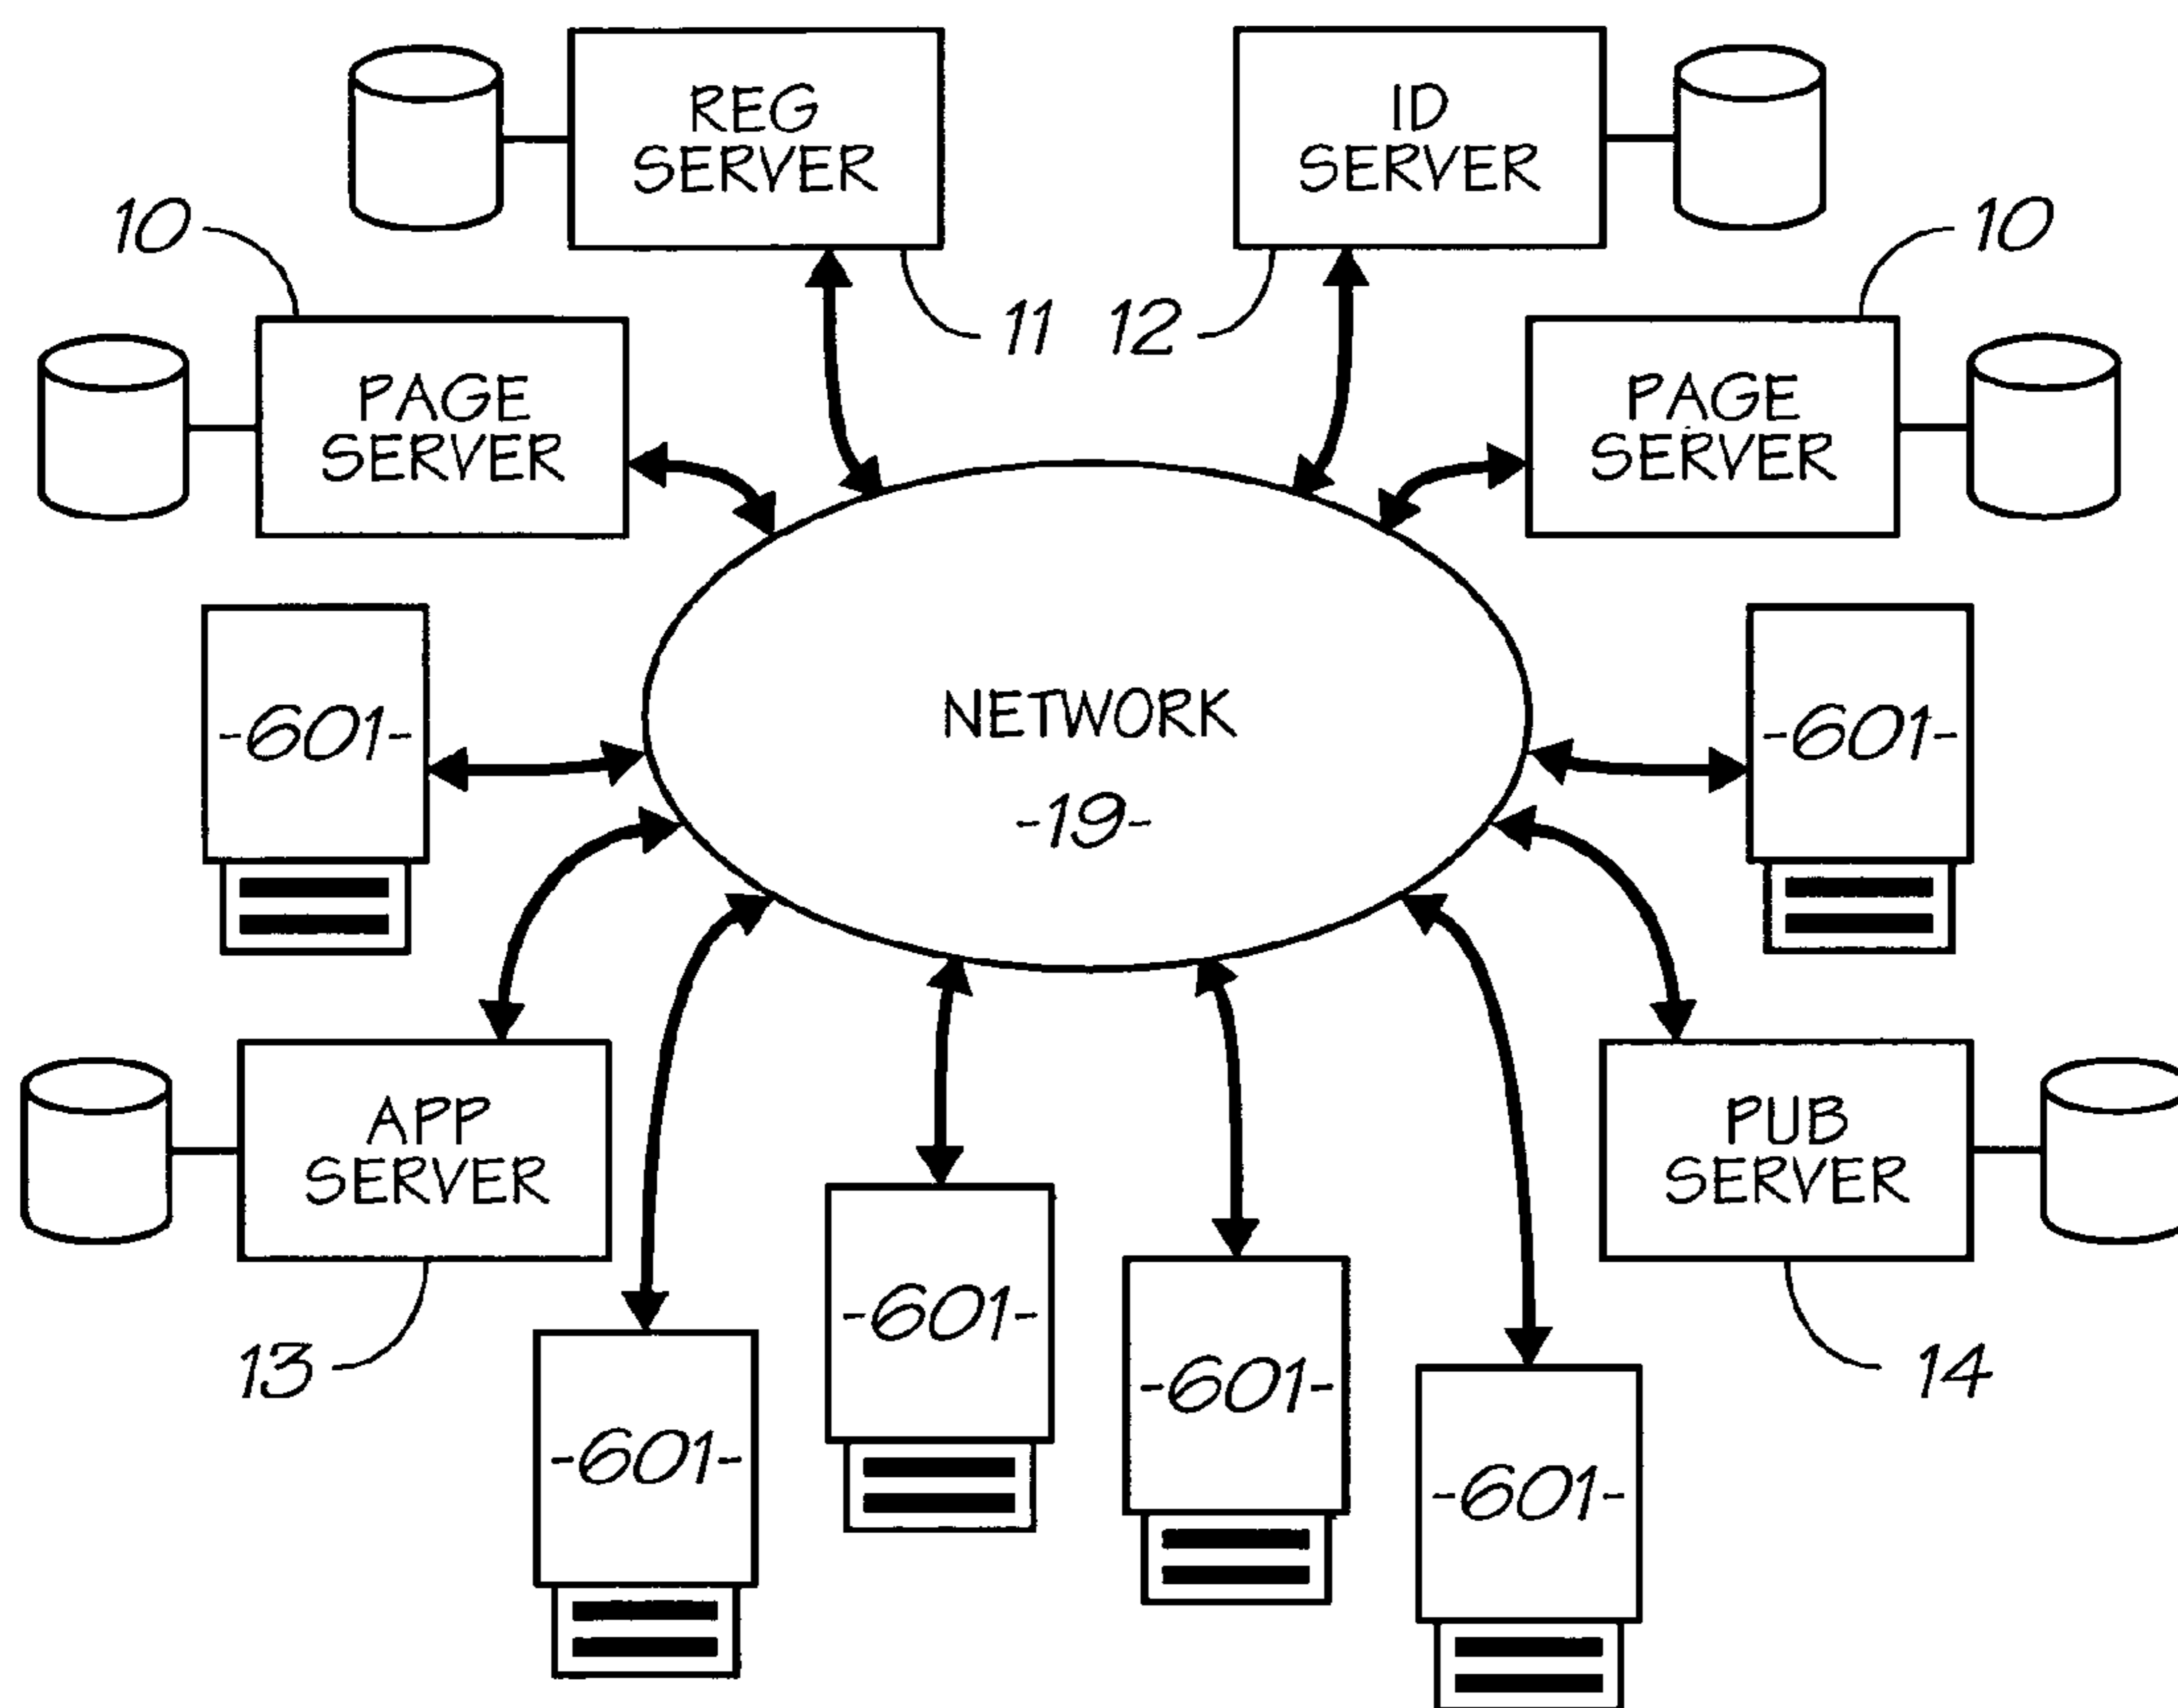 REG
SERVER
ID
SERVER
10
10
11
12
PAGE
SERVER
PAGE
SERVER
-601-
NETWORK
-19-
-601-
APP
SERVER
PUB
SERVER
13
14
-601-
-601-
-601-
-601-